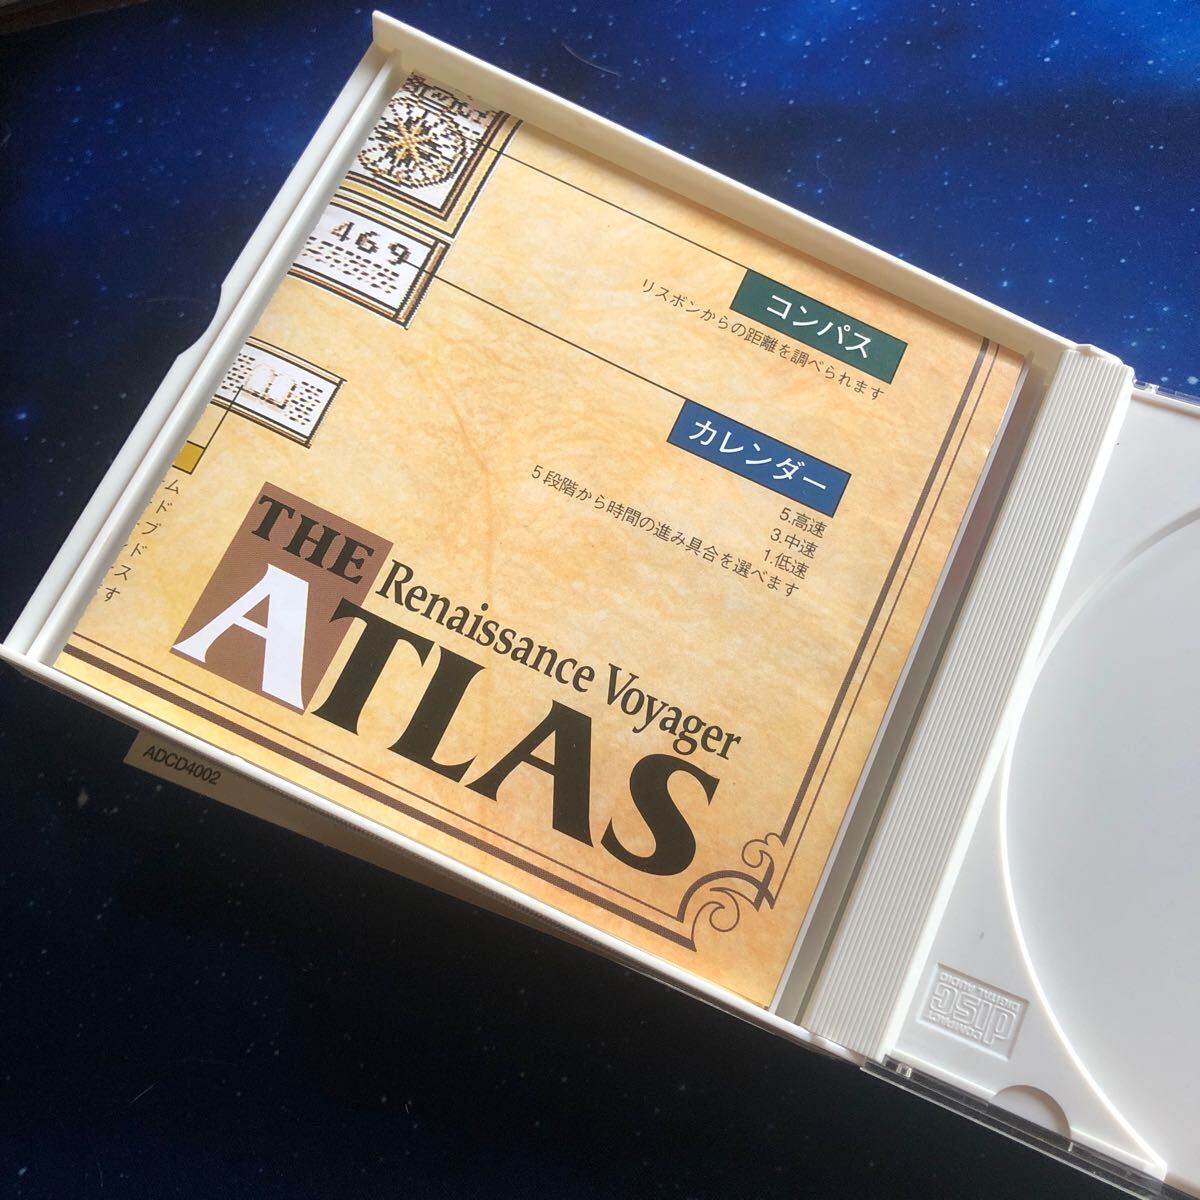 469
コンパス
リスボンからの距離を調べられます
カレンダー
5.高速
3.中速
1.低速
5段階から時間の進み具合を選べます
THE
Renaissance Voyager
ATLAS
ADCD4002
COMPACT
disc
DIGITAL AUDIO